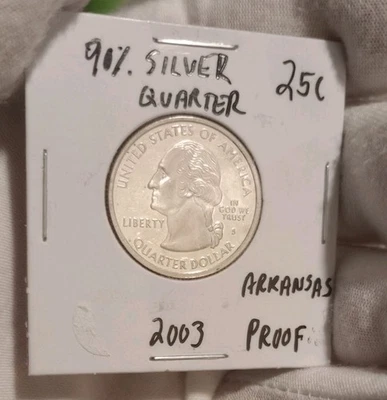 90% SILVER 25¢
QUARTER
UNITED STATES OF AMERICA
LIBERTY
IN
GOD WE
TRUST
S
QUARTER DOLLAR
ARKANSAS
2003 PROOF